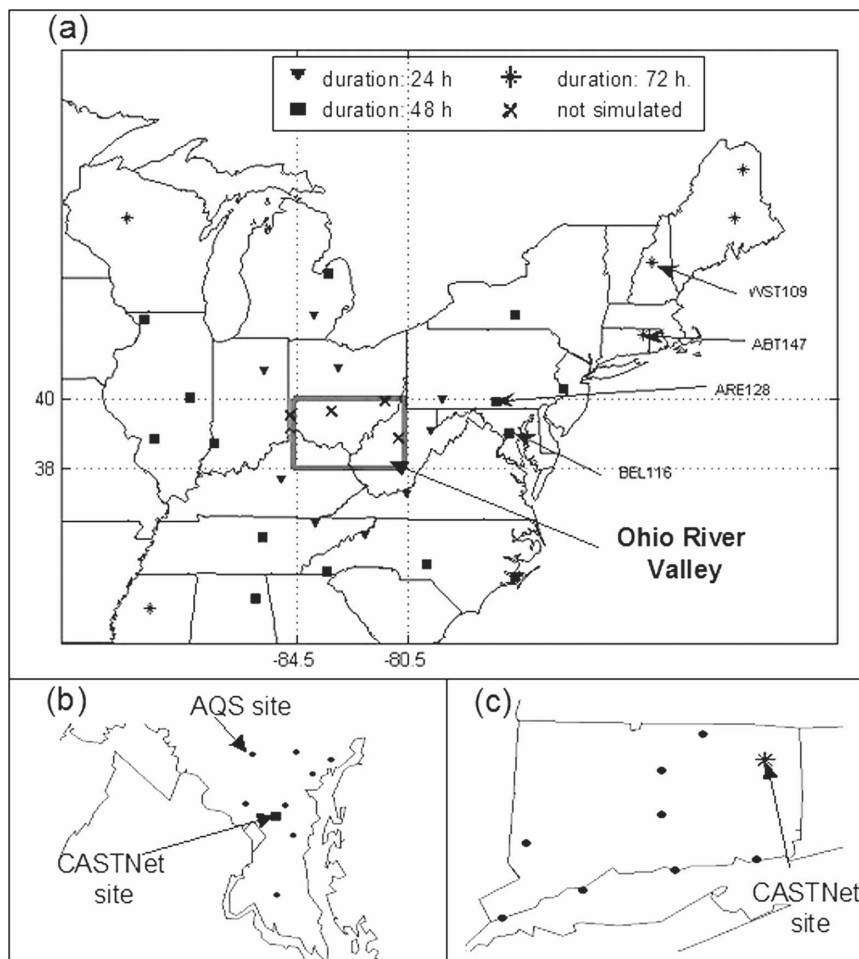 (a)
duration: 24 h
duration: 72 h.
duration: 48 h
not simulated
WST109
ABT147
ARE128
BEL116
40
38
Ohio River
Valley
-84.5
-80.5
(b)
AQS site
CASTNet
site
(c)
CASTNet
site